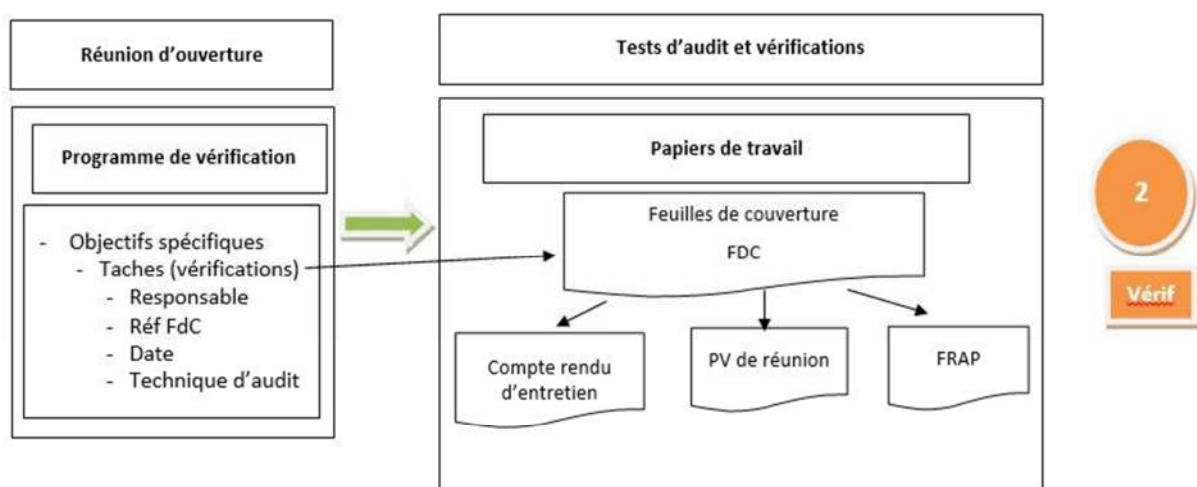 Réunion d'ouverture
Programme de vérification
- Objectifs spécifiques
- Taches (vérifications)
- Responsable
- Réf FdC
- Date
- Technique d'audit
Tests d'audit et vérifications
Papiers de travail
Feuilles de couverture
FDC
Compte rendu
d'entretien
PV de réunion
FRAP
2
Vérif